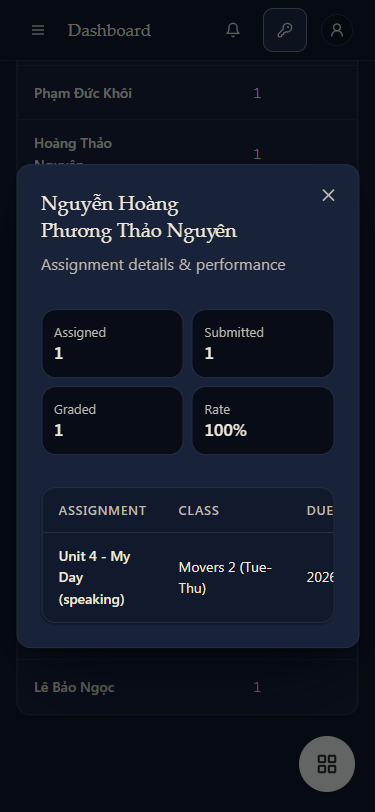 Dashboard
Phạm Đức Khôi 1
Hoàng Thảo 1
Nguyễn Hoàng
Phương Thảo Nguyên
Assignment details & performance
Assigned
1
Submitted
1
Graded
1
Rate
100%
ASSIGNMENT CLASS DUE
Unit 4 - My
Day
(speaking)
Movers 2 (Tue-
Thu)
2026
Lê Bảo Ngọc 1